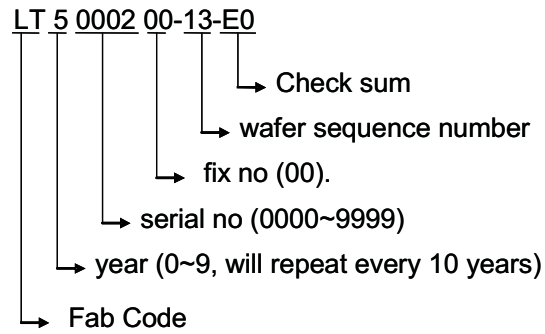 LT 5 0002 00-13-E0
Check sum
wafer sequence number
fix no (00).
serial no (0000~9999)
year (0~9, will repeat every 10 years)
Fab Code